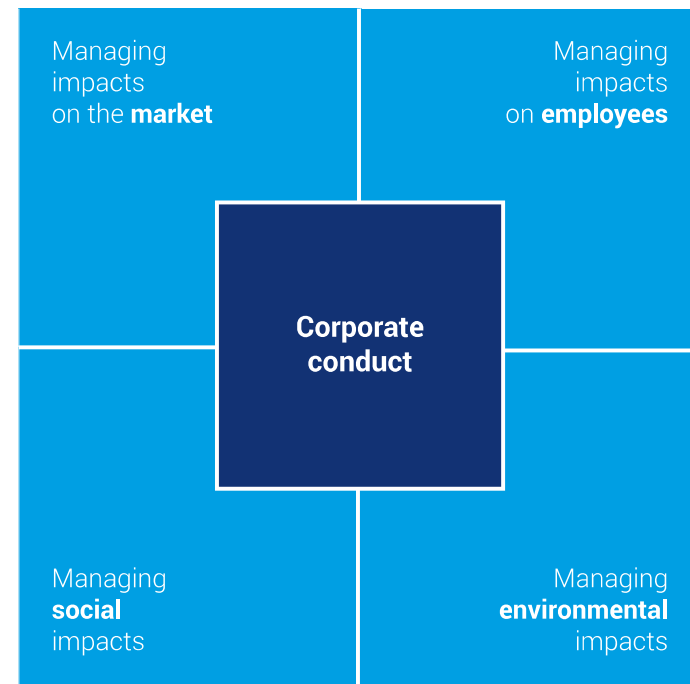 Managing
impacts
on the market
Managing
impacts
on employees
Corporate
conduct
Managing
social
impacts
Managing
environmental
impacts